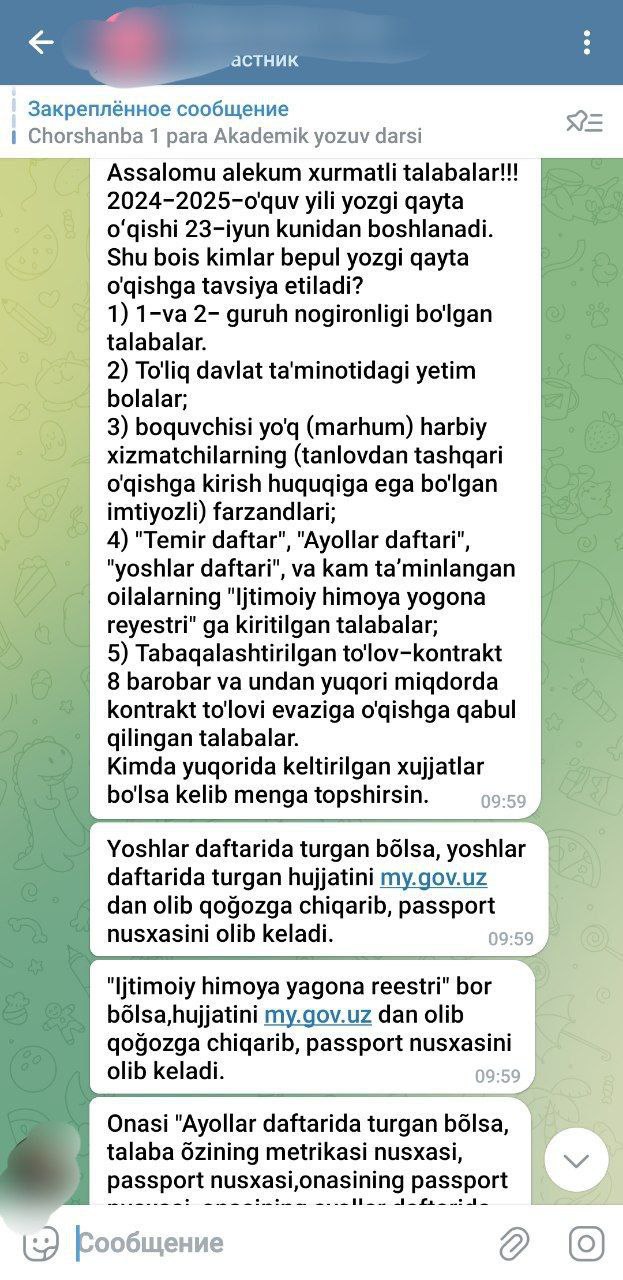 астник
Закреплённое сообщение
Chorshanba 1 para Akademik yozuv darsi
Assalomu alekum xurmatli talabalar!!!
2024-2025-o'quv yili yozgi qayta
oʻqishi 23-iyun kunidan boshlanadi.
Shu bois kimlar bepul yozgi qayta
o'qishga tavsiya etiladi?
1) 1-va 2- guruh nogironligi bo'lgan
talabalar.
2) To'liq davlat ta'minotidagi yetim
bolalar;
3) boquvchisi yo'q (marhum) harbiy
xizmatchilarning (tanlovdan tashqari
o'qishga kirish huquqiga ega bo'lgan
imtiyozli) farzandlari;
4) "Temir daftar", "Ayollar daftari",
"yoshlar daftari", va kam ta’minlangan
oilalarning "Ijtimoiy himoya yogona
reyestri" ga kiritilgan talabalar;
5) Tabaqalashtirilgan to'lov-kontrakt
8 barobar va undan yuqori miqdorda
kontrakt to'lovi evaziga o'qishga qabul
qilingan talabalar.
Kimda yuqorida keltirilgan xujjatlar
bo'lsa kelib menga topshirsin.
09:59
Yoshlar daftarida turgan bõlsa, yoshlar
daftarida turgan hujjatini my.gov.uz
dan olib qoğozga chiqarib, passport
nusxasini olib keladi.
09:59
"Ijtimoiy himoya yagona reestri" bor
bõlsa,hujjatini my.gov.uz dan olib
qoğozga chiqarib, passport nusxasini
olib keladi.
09:59
Onasi "Ayollar daftarida turgan bõlsa,
talaba õzining metrikasi nusxasi,
passport nusxasi,onasining passport
Сообщение